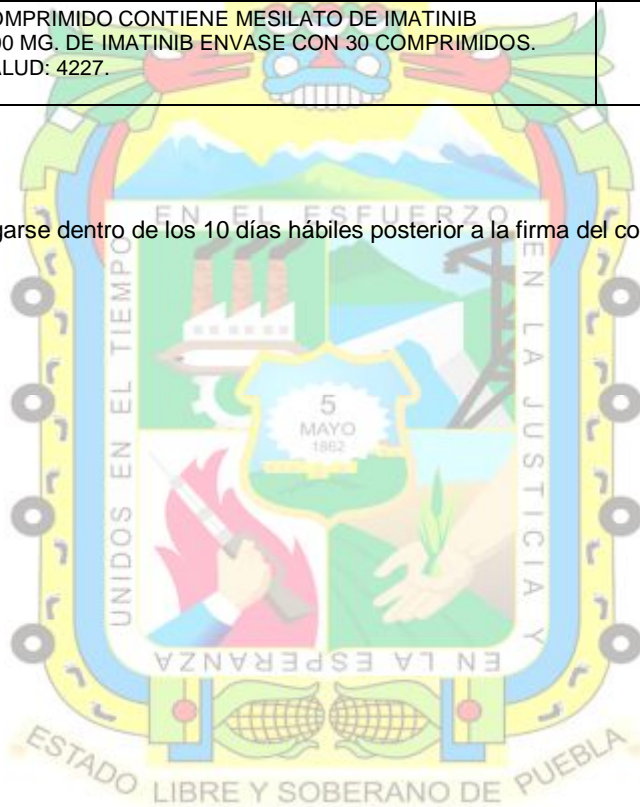 OMPRIMIDO CONTIENE MESILATO DE IMATINIB
00 MG. DE IMATINIB ENVASE CON 30 COMPRIMIDOS.
ALUD: 4227.
EN EL ESFUERZO
garse dentro de los 10 días hábiles posterior a la firma del co
EN LA JUSTICIA Y
UNIDOS EN EL TIEMPO
5
MAYO
1862
EN LA ESPERANZA
ESTADO LIBRE Y SOBERANO DE PUEBLA